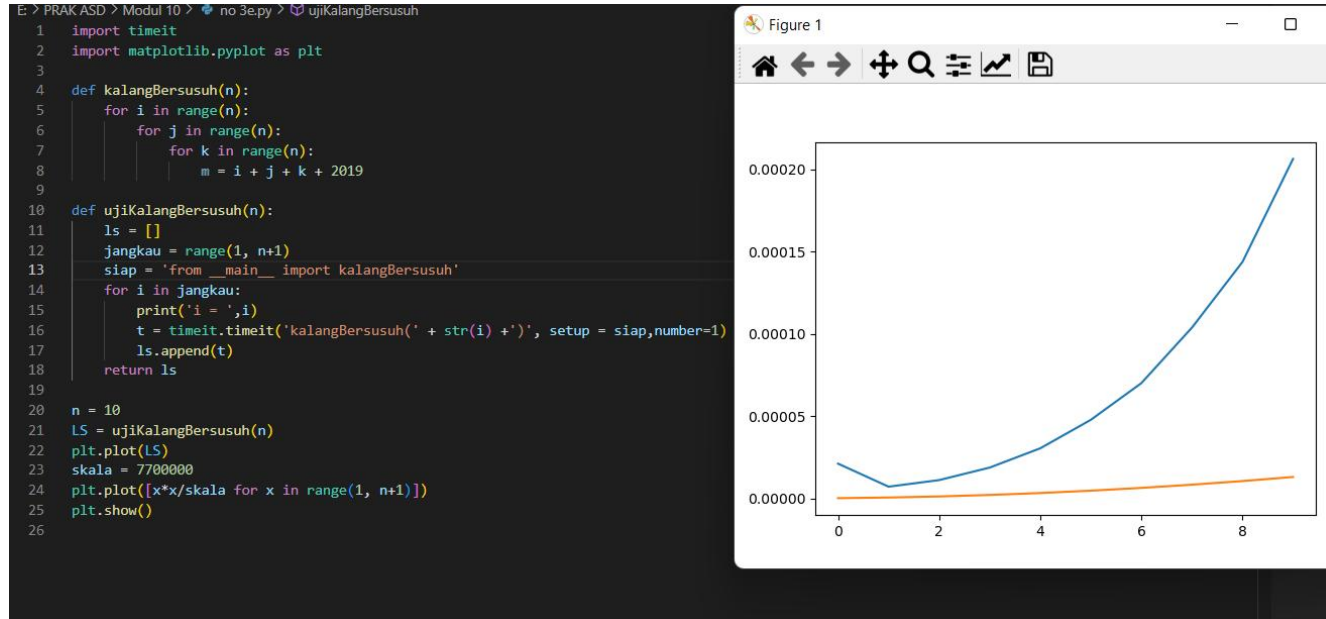 E: > PRAK ASD > Modul 10 > no 3e.py > ujiKalangBersusuh
1 import timeit
2 import matplotlib.pyplot as plt
3
4 def kalangBersusuh(n):
5     for i in range(n):
6         for j in range(n):
7             for k in range(n):
8                 m = i + j + k + 2019
9
10 def ujiKalangBersusuh(n):
11     ls = []
12     jangkau = range(1, n+1)
13     siap = 'from __main__ import kalangBersusuh'
14     for i in jangkau:
15         print('i = ',i)
16         t = timeit.timeit('kalangBersusuh(' + str(i) +')', setup = siap,number=1)
17         ls.append(t)
18     return ls
19
20 n = 10
21 LS = ujiKalangBersusuh(n)
22 plt.plot(LS)
23 skala = 7700000
24 plt.plot([x*x/skala for x in range(1, n+1)])
25 plt.show()
26
Figure 1
0.00020
0.00015
0.00010
0.00005
0.00000
0 2 4 6 8